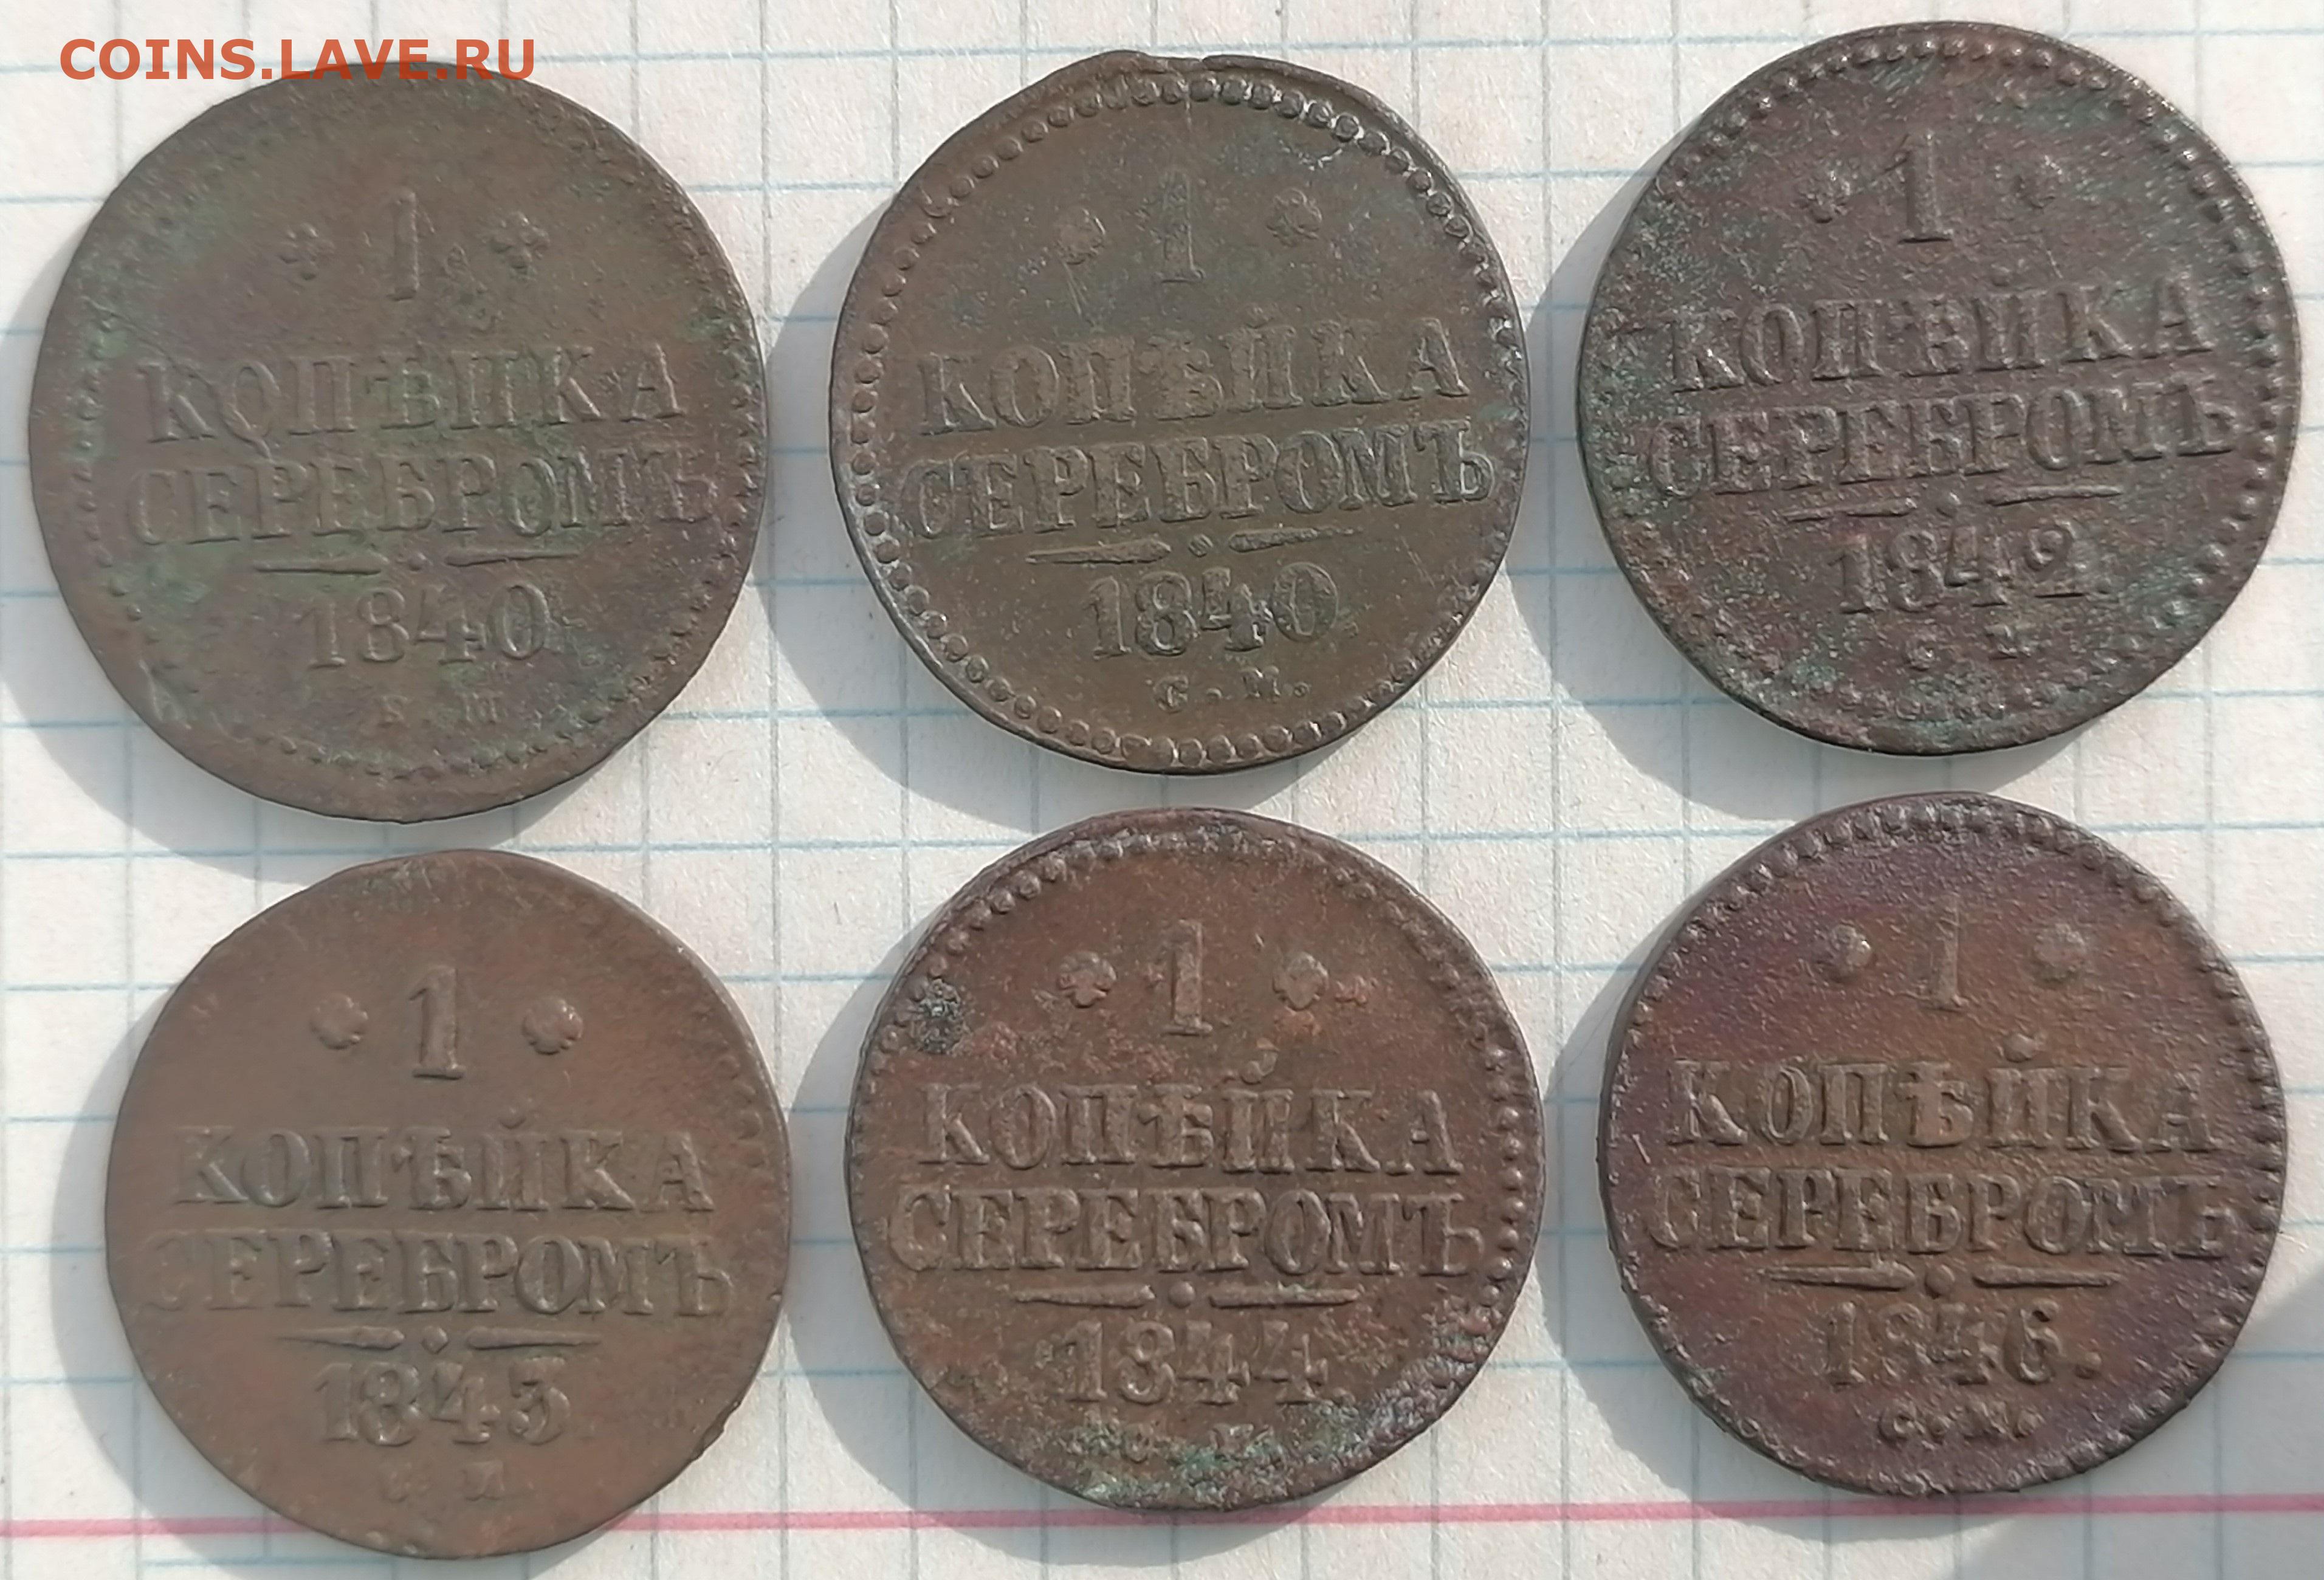 COINS.LAVE.RU
1
КОПѢЙКА
СЕРЕБРОМЪ
1840
Е М
1
КОПѢЙКА
СЕРЕБРОМЪ
1840
С. М.
1
КОПѢЙКА
СЕРЕБРОМЪ
1842.
1
КОПѢЙКА
СЕРЕБРОМЪ
1843
1
КОПѢЙКА
СЕРЕБРОМЪ
1844.
1
КОПѢЙКА
СЕРЕБРОМЪ
1846.
С. М.